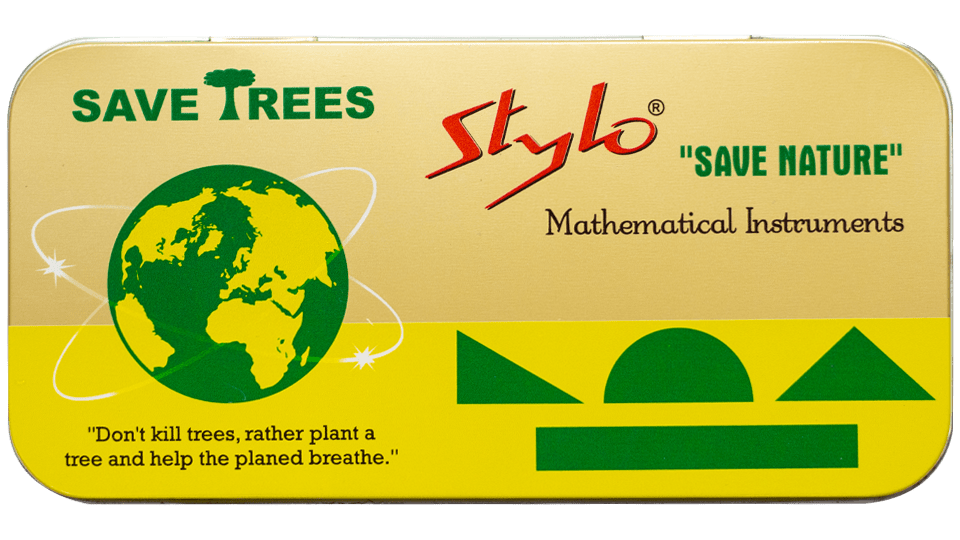 SAVE TREES
Stylo®
"SAVE NATURE"
Mathematical Instruments
"Don't kill trees, rather plant a
tree and help the planed breathe."